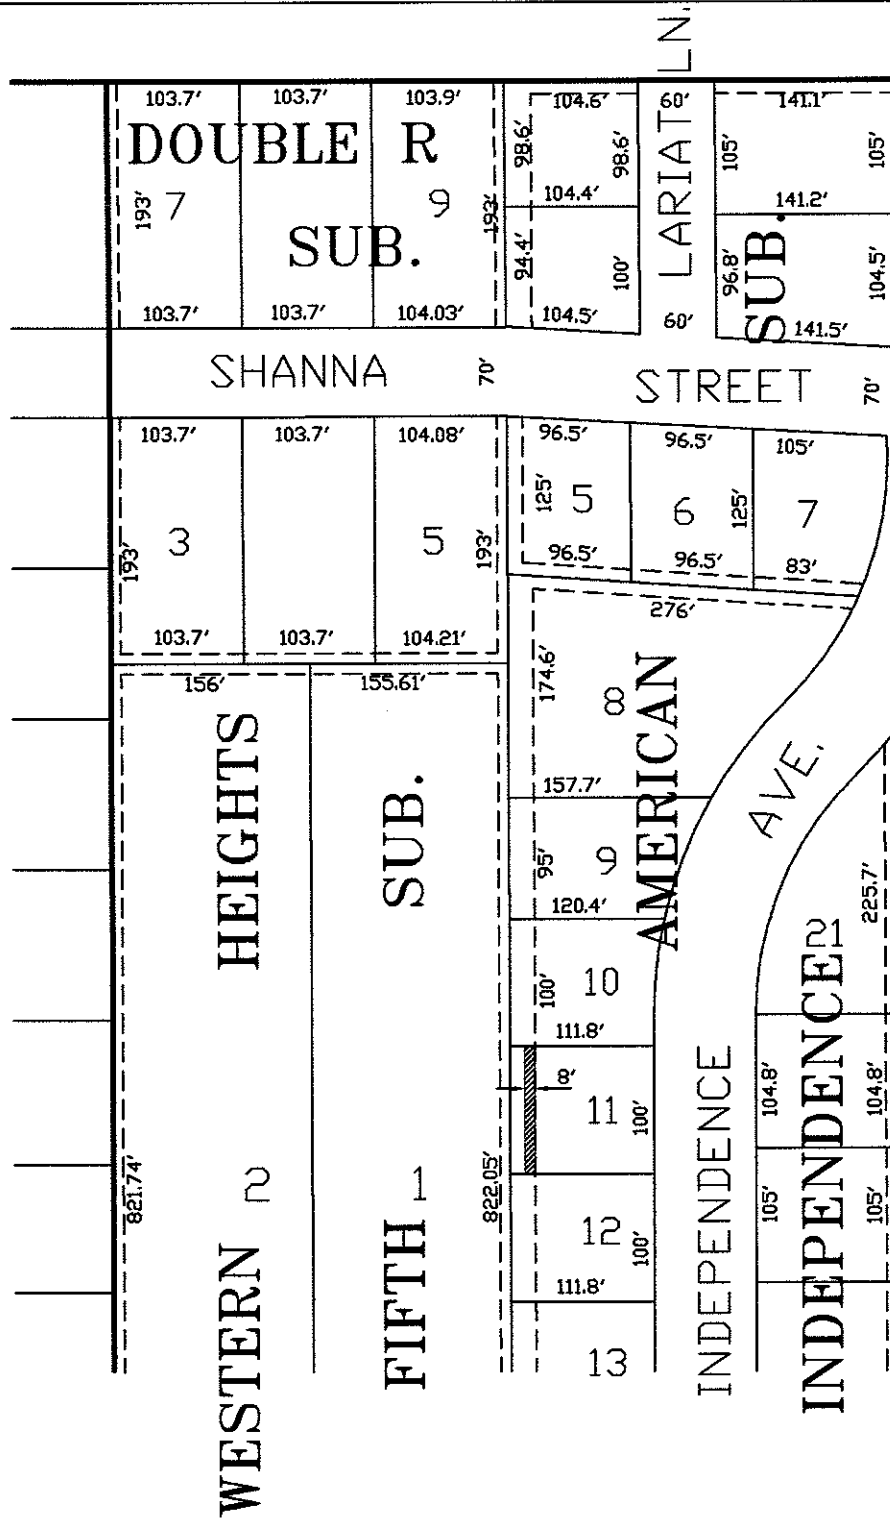 LARIAT LN.
103.7' 103.7' 103.9' 104.6' 60' 141.1'
DOUBLE R
98.6' 98.6' 105' 105'
7 9
193' 193'
104.4' 141.2'
SUB.
SUB.
94.4' 100' 96.8' 104.5'
103.7' 103.7' 104.03' 104.5' 60' 141.5'
SHANNA 70' STREET 70'
103.7' 103.7' 104.08' 96.5' 96.5' 105'
125' 5 6 125' 7
3 5
193' 193'
96.5' 96.5' 83'
276'
103.7' 103.7' 104.21'
174.6'
156' 155.61'
8
AMERICAN
HEIGHTS
SUB.
157.7'
AVE.
95' 9
225.7'
120.4'
21
100' 10
111.8'
8'
11 100'
104.8' 104.8'
INDEPENDENCE
INDEPENDENCE
821.74' 2 1 822.05'
12 100'
105' 105'
111.8'
WESTERN
FIFTH
13